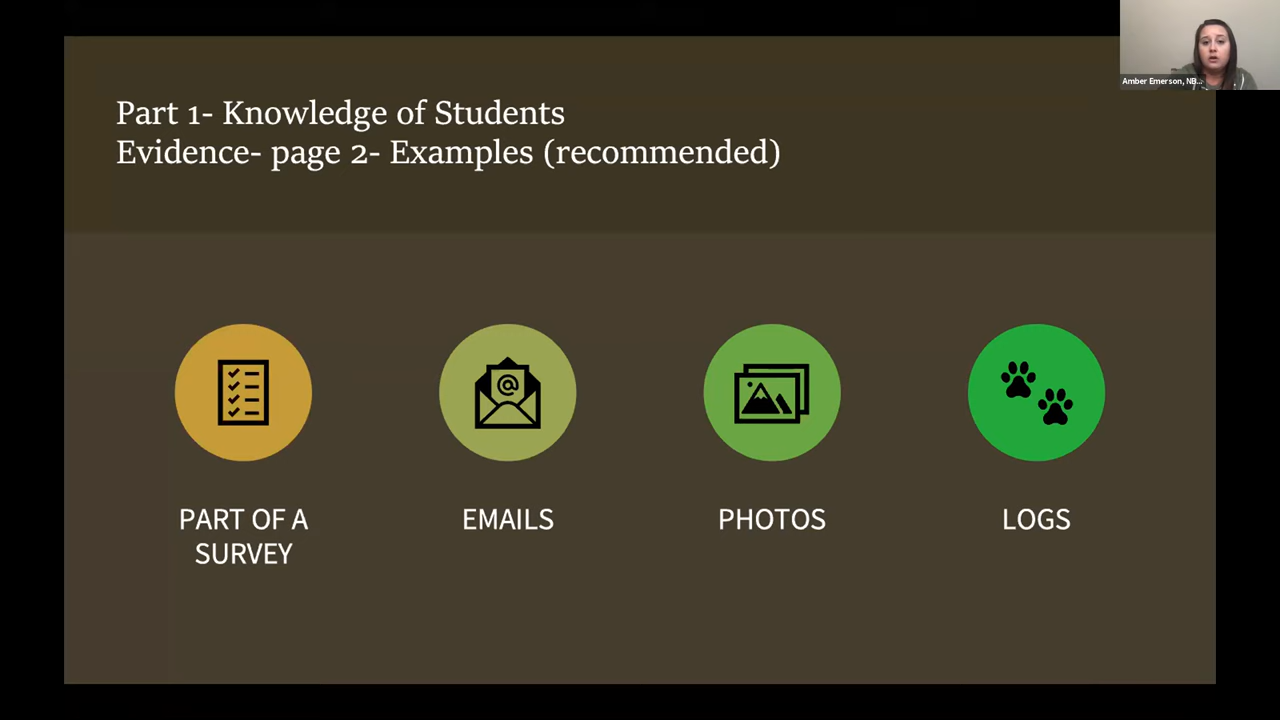 Part 1- Knowledge of Students
Evidence- page 2- Examples (recommended)
Amber Emerson, NB...
@
PART OF A
SURVEY
EMAILS
PHOTOS
LOGS